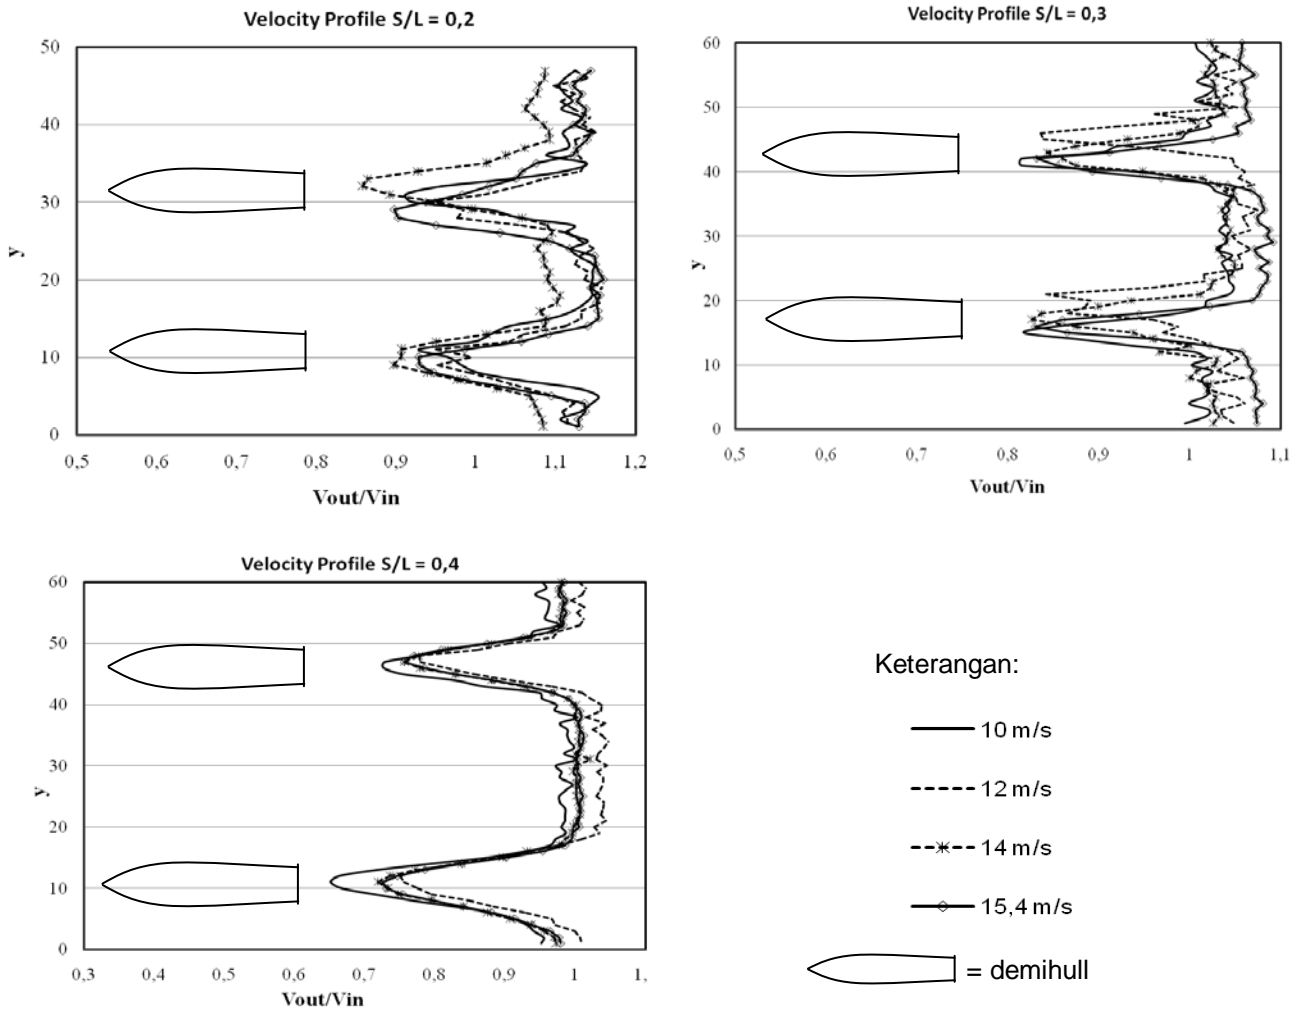 Velocity Profile S/L = 0,2
50
40
30
20
10
0
y
0,5 0,6 0,7 0,8 0,9 1 1,1 1,2
Vout/Vin
Velocity Profile S/L = 0,3
60
50
40
30
20
10
0
y
0,5 0,6 0,7 0,8 0,9 1 1,1
Vout/Vin
Velocity Profile S/L = 0,4
60
50
40
30
20
10
0
y
0,3 0,4 0,5 0,6 0,7 0,8 0,9 1 1,
Vout/Vin
Keterangan:
10 m/s
12 m/s
14 m/s
15,4 m/s
= demihull